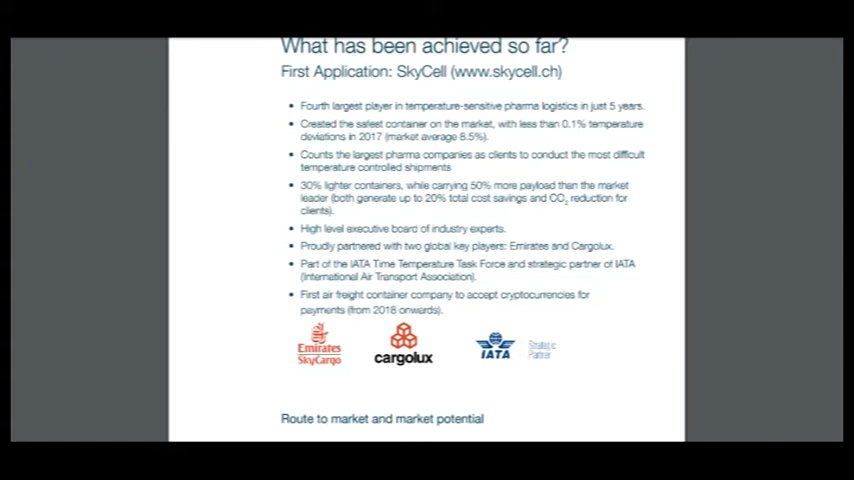 What has been achieved so far?
First Application: SkyCell (www.skycell.ch)
• Fourth largest player in temperature-sensitive pharma logistics in just 5 years.
• Created the safest container on the market, with less than 0.1% temperature
deviations in 2017 (market average 8.5%).
• Counts the largest pharma companies as clients to conduct the most difficult
temperature controlled shipments
• 30% lighter containers, while carrying 50% more payload than the market
leader (both generate up to 20% total cost savings and CO₂ reduction for
clients).
• High level executive board of industry experts.
• Proudly partnered with two global key players: Emirates and Cargolux.
• Part of the IATA Time Temperature Task Force and strategic partner of IATA
(International Air Transport Association).
• First air freight container company to accept cryptocurrencies for
payments (from 2018 onwards).
Emirates
SkyCargo
cargolux
IATA
Strategic
Partner
Route to market and market potential